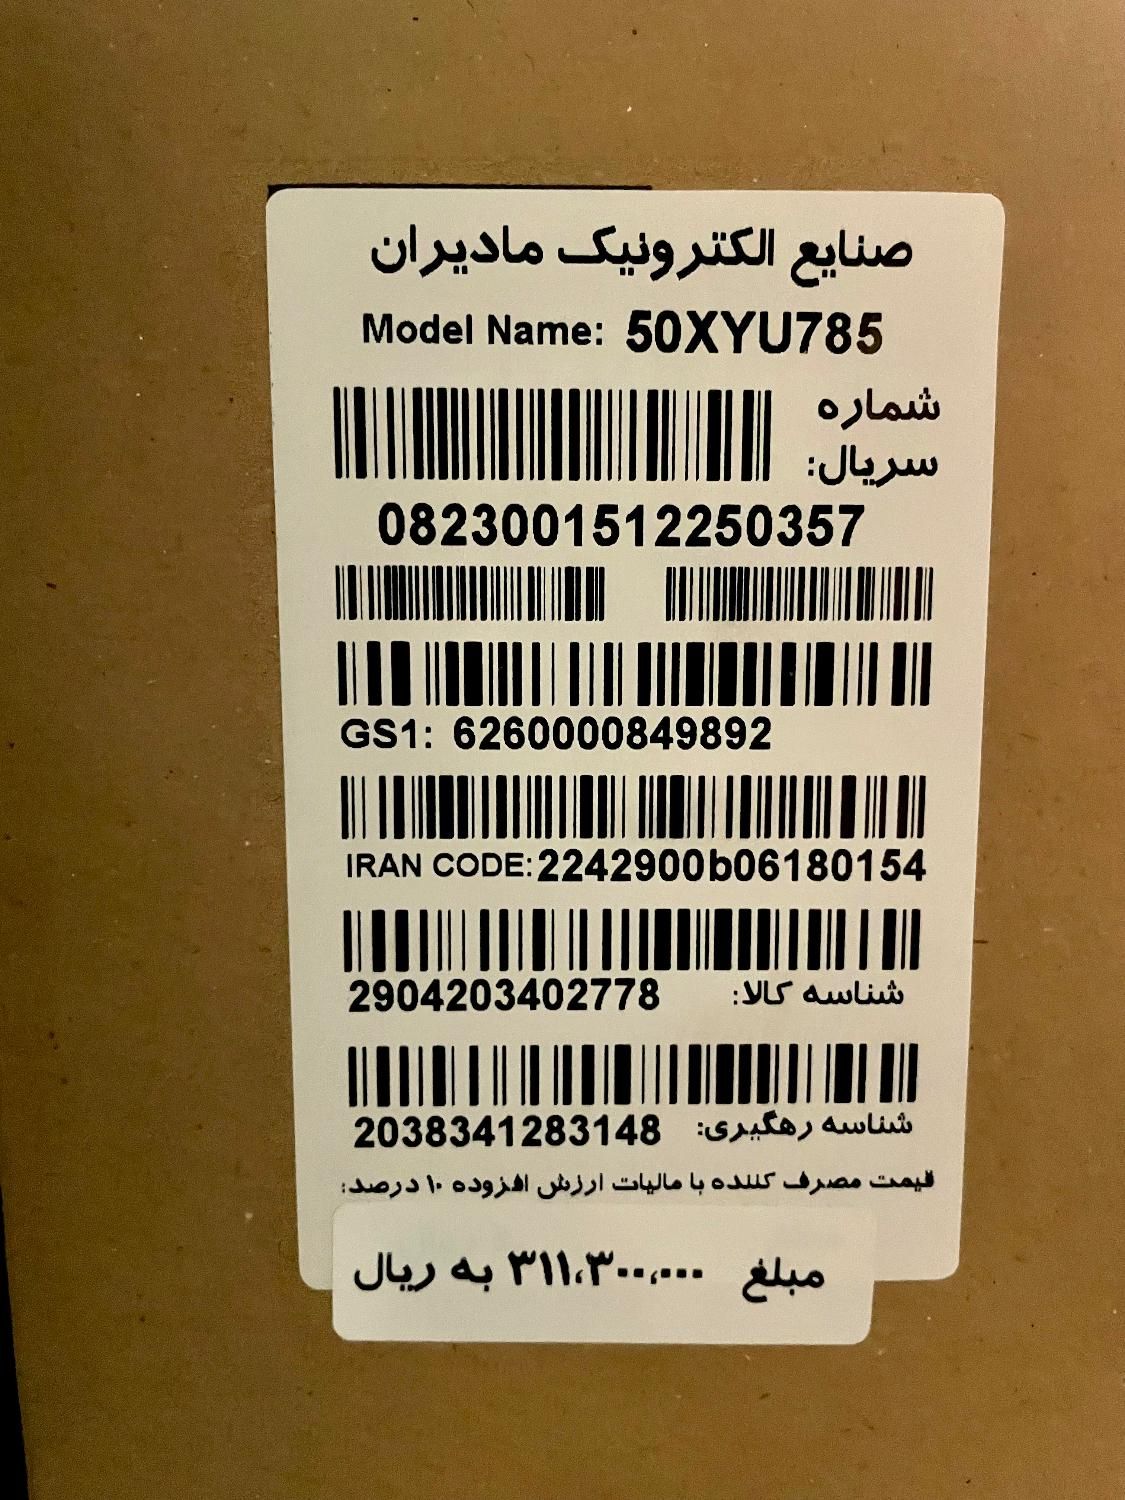 صنایع الکترونیک مادیران
Model Name: 50XYU785
شماره
سریال:
0823001512250357
GS1: 6260000849892
IRAN CODE:2242900b06180154
شناسه کالا: 2904203402778
شناسه رهگیری: 2038341283148
قیمت مصرف کننده با مالیات ارزش افزوده ۱۰ درصد:
مبلغ ۳۱۱،۳۰۰،۰۰۰ به ریال